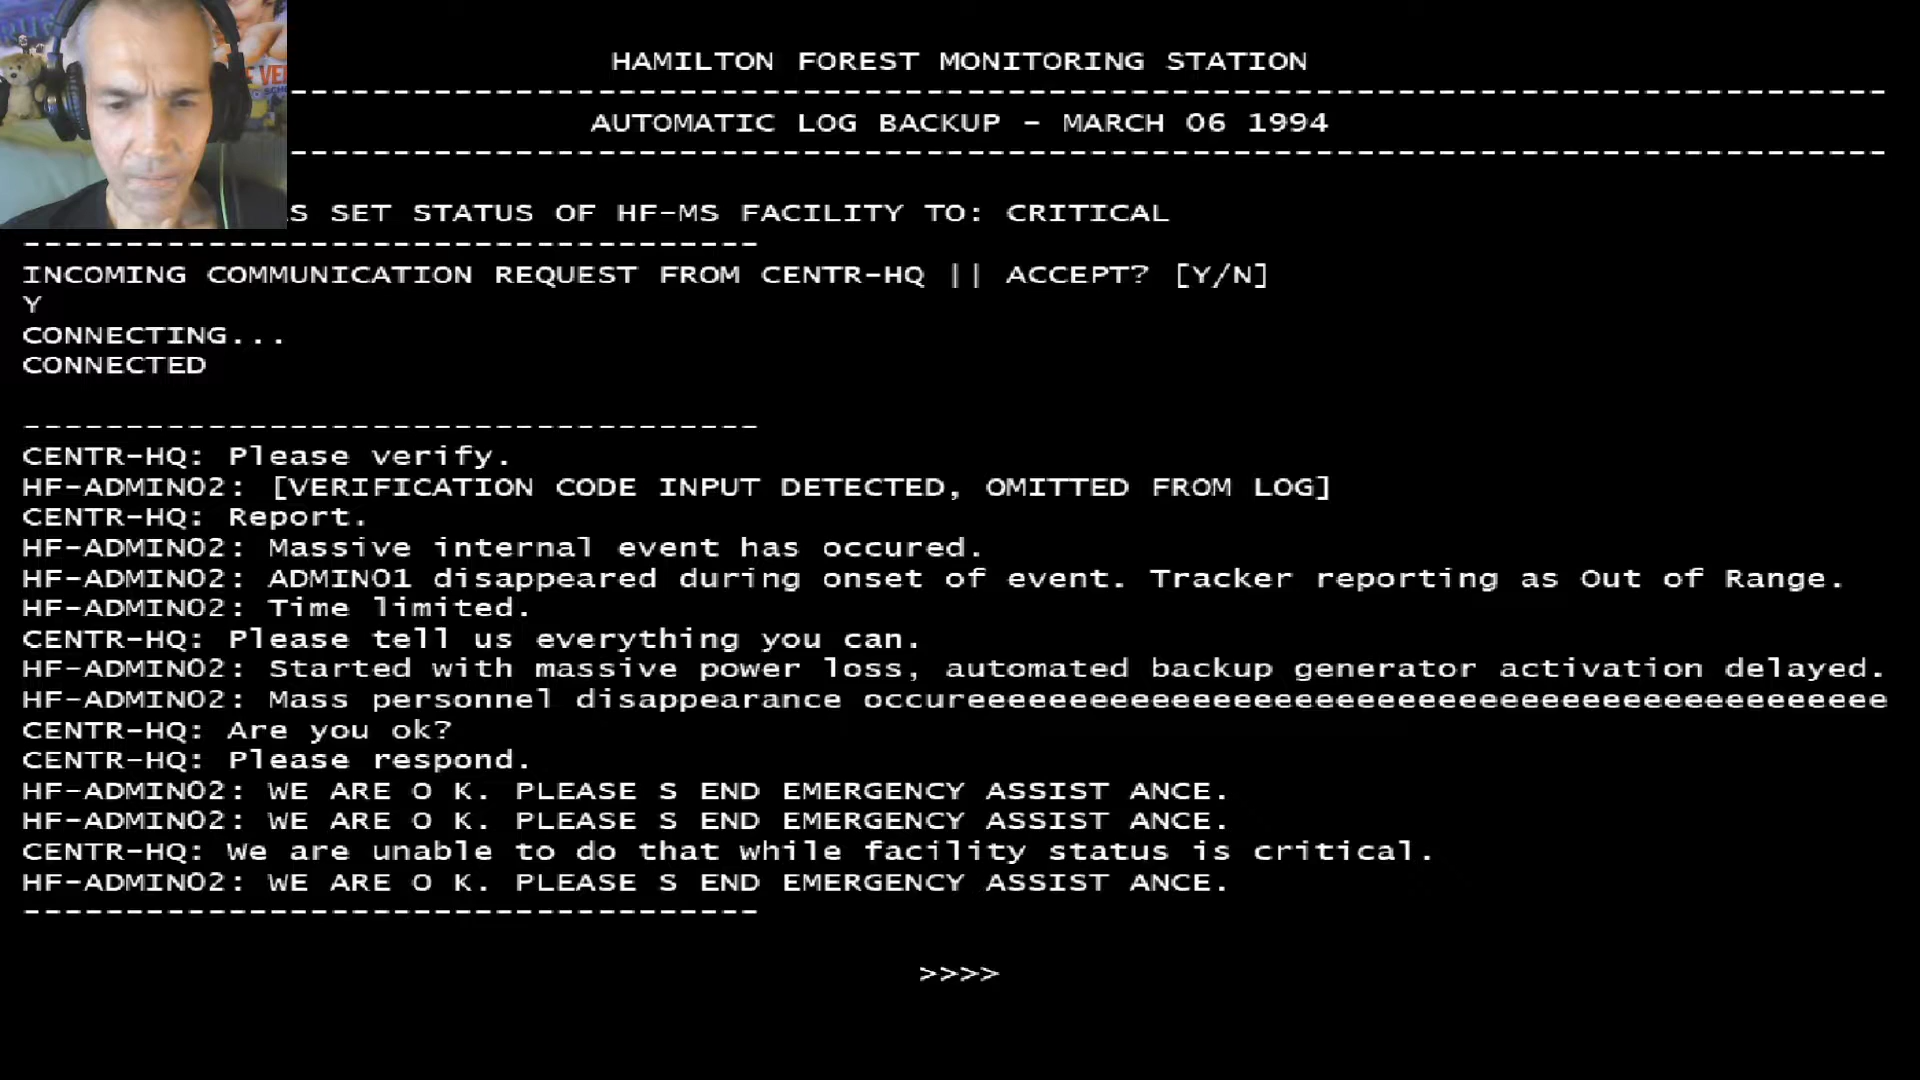 HAMILTON FOREST MONITORING STATION
--------------------------------------------------------------------------------
AUTOMATIC LOG BACKUP - MARCH 06 1994
--------------------------------------------------------------------------------
SET STATUS OF HF-MS FACILITY TO: CRITICAL
------------------------------------
INCOMING COMMUNICATION REQUEST FROM CENTR-HQ || ACCEPT? [Y/N]
Y
CONNECTING...
CONNECTED
------------------------------------
CENTR-HQ: Please verify.
HF-ADMIN02: [VERIFICATION CODE INPUT DETECTED, OMITTED FROM LOG]
CENTR-HQ: Report.
HF-ADMIN02: Massive internal event has occured.
HF-ADMIN02: ADMIN01 disappeared during onset of event. Tracker reporting as Out of Range.
HF-ADMIN02: Time limited.
CENTR-HQ: Please tell us everything you can.
HF-ADMIN02: Started with massive power loss, automated backup generator activation delayed.
HF-ADMIN02: Mass personnel disappearance occureeeeeeeeeeeeeeeeeeeeeeeeeeeeeeeeeeeeeeeeeeeee
CENTR-HQ: Are you ok?
CENTR-HQ: Please respond.
HF-ADMIN02: WE ARE O K. PLEASE S END EMERGENCY ASSIST ANCE.
HF-ADMIN02: WE ARE O K. PLEASE S END EMERGENCY ASSIST ANCE.
CENTR-HQ: We are unable to do that while facility status is critical.
HF-ADMIN02: WE ARE O K. PLEASE S END EMERGENCY ASSIST ANCE.
------------------------------------
>>>>